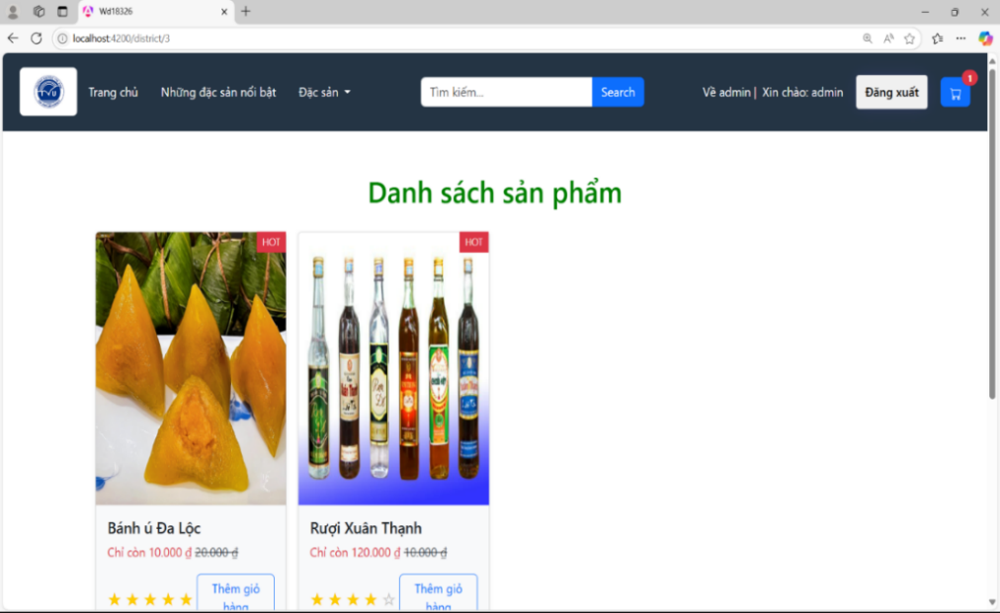 Wd18326
localhost:4200/district/3
TVU
Trang chủ Những đặc sản nổi bật Đặc sản Tìm kiếm... Search Về admin | Xin chào: admin Đăng xuất 1
Danh sách sản phẩm
HOT HOT
Bánh ú Đa Lộc
Chỉ còn 10.000 ₫ 20.000 ₫
Thêm giỏ
hàng
Rượi Xuân Thạnh
Chỉ còn 120.000 ₫ 10.000 ₫
Thêm giỏ
hàng